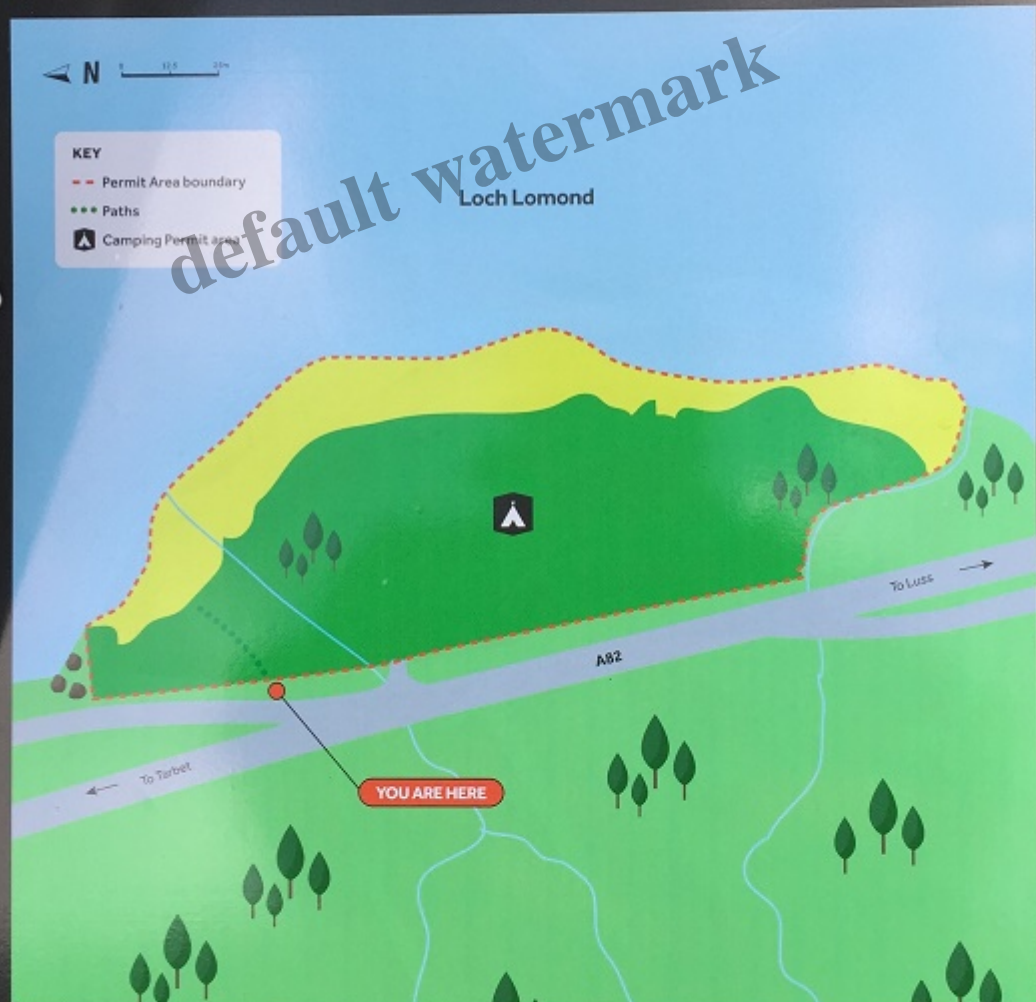 N
0 12.5 25m
default watermark
KEY
Permit Area boundary
Paths
Camping Permit area
Loch Lomond
To Luss
A82
To Tarbet
YOU ARE HERE